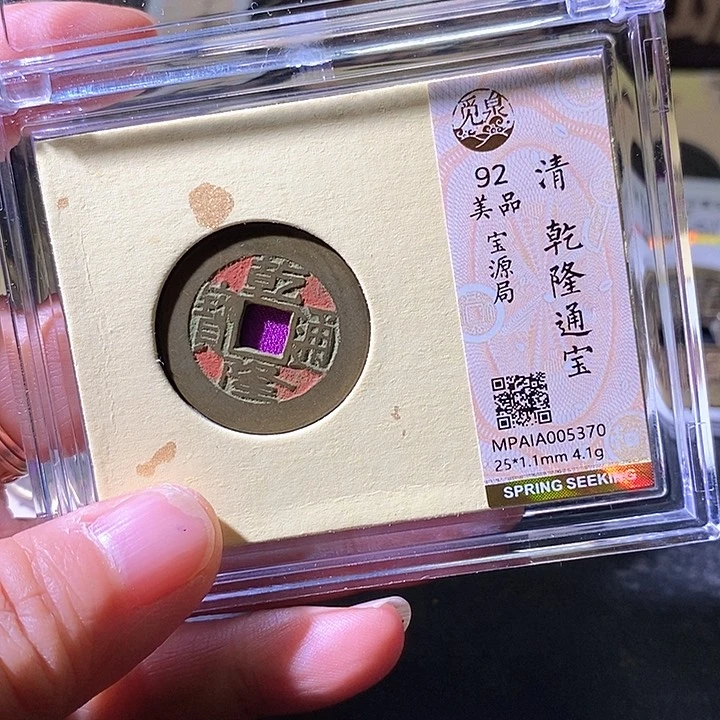 觅泉
92
美品
宝源局
清 乾隆通宝
MPAIA005370
25*1.1mm 4.1g
SPRING SEEKING
乾隆通寳